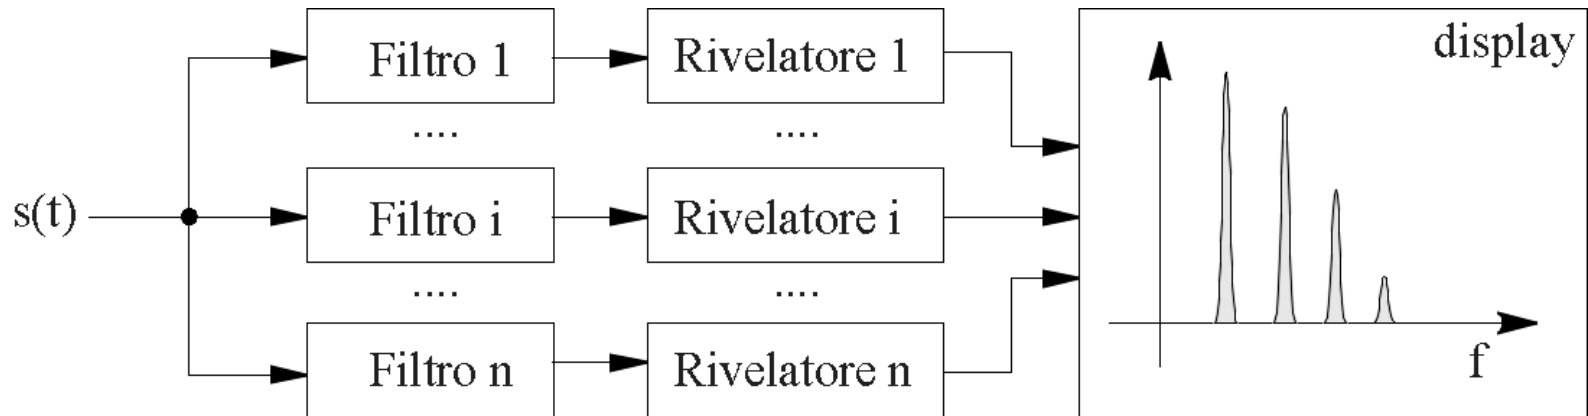 Filtro 1
Rivelatore 1
display
....
....
s(t)
Filtro i
Rivelatore i
....
....
Filtro n
Rivelatore n
f